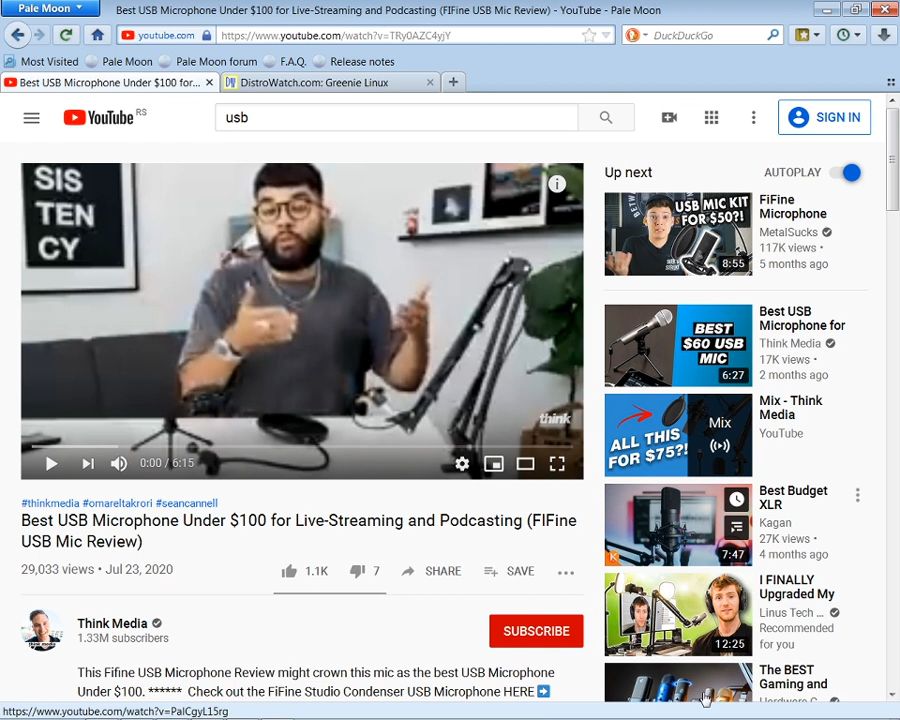 Pale Moon
Best USB Microphone Under $100 for Live-Streaming and Podcasting (FIFine USB Mic Review) - YouTube - Pale Moon
youtube.com
https://www.youtube.com/watch?v=TRy0AZC4yjY
DuckDuckGo
Most Visited
Pale Moon
Pale Moon forum
F.A.Q.
Release notes
Best USB Microphone Under $100 for...
DistroWatch.com: Greenie Linux
YouTube RS
usb
SIGN IN
SIS
TEN
CY
think
0:00 / 6:15
#thinkmedia #omareltakrori #seancannell
Best USB Microphone Under $100 for Live-Streaming and Podcasting (FIFine
USB Mic Review)
29,033 views • Jul 23, 2020
1.1K
7
SHARE
SAVE
Think Media
1.33M subscribers
SUBSCRIBE
This Fifine USB Microphone Review might crown this mic as the best USB Microphone
Under $100. ****** Check out the FiFine Studio Condenser USB Microphone HERE
Up next
AUTOPLAY
USB MIC KIT
FOR $50?!
8:55
FiFine
Microphone
MetalSucks
117K views •
5 months ago
BEST
$60 USB
MIC
6:27
Best USB
Microphone for
Think Media
17K views •
2 months ago
ALL THIS
FOR $75?!
Mix
Mix - Think
Media
YouTube
K
7:47
Best Budget
XLR
Kagan
27K views •
4 months ago
12:25
I FINALLY
Upgraded My
Linus Tech ...
Recommended
for you
The BEST
Gaming and
https://www.youtube.com/watch?v=PalCgyL15rg